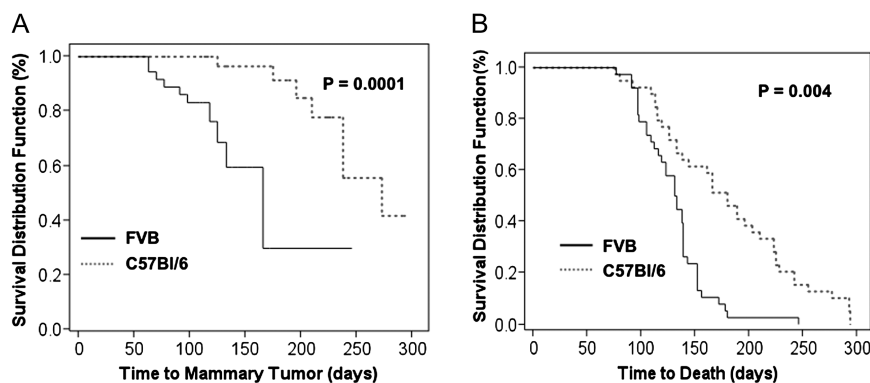 A
Survival Distribution Function (%)
1.0
0.8
0.6
0.4
0.2
0.0
P = 0.0001
FVB
C57Bl/6
0 50 100 150 200 250 300
Time to Mammary Tumor (days)
B
Survival Distribution Function(%)
1.0
0.8
0.6
0.4
0.2
0.0
P = 0.004
FVB
C57Bl/6
0 50 100 150 200 250 300
Time to Death (days)